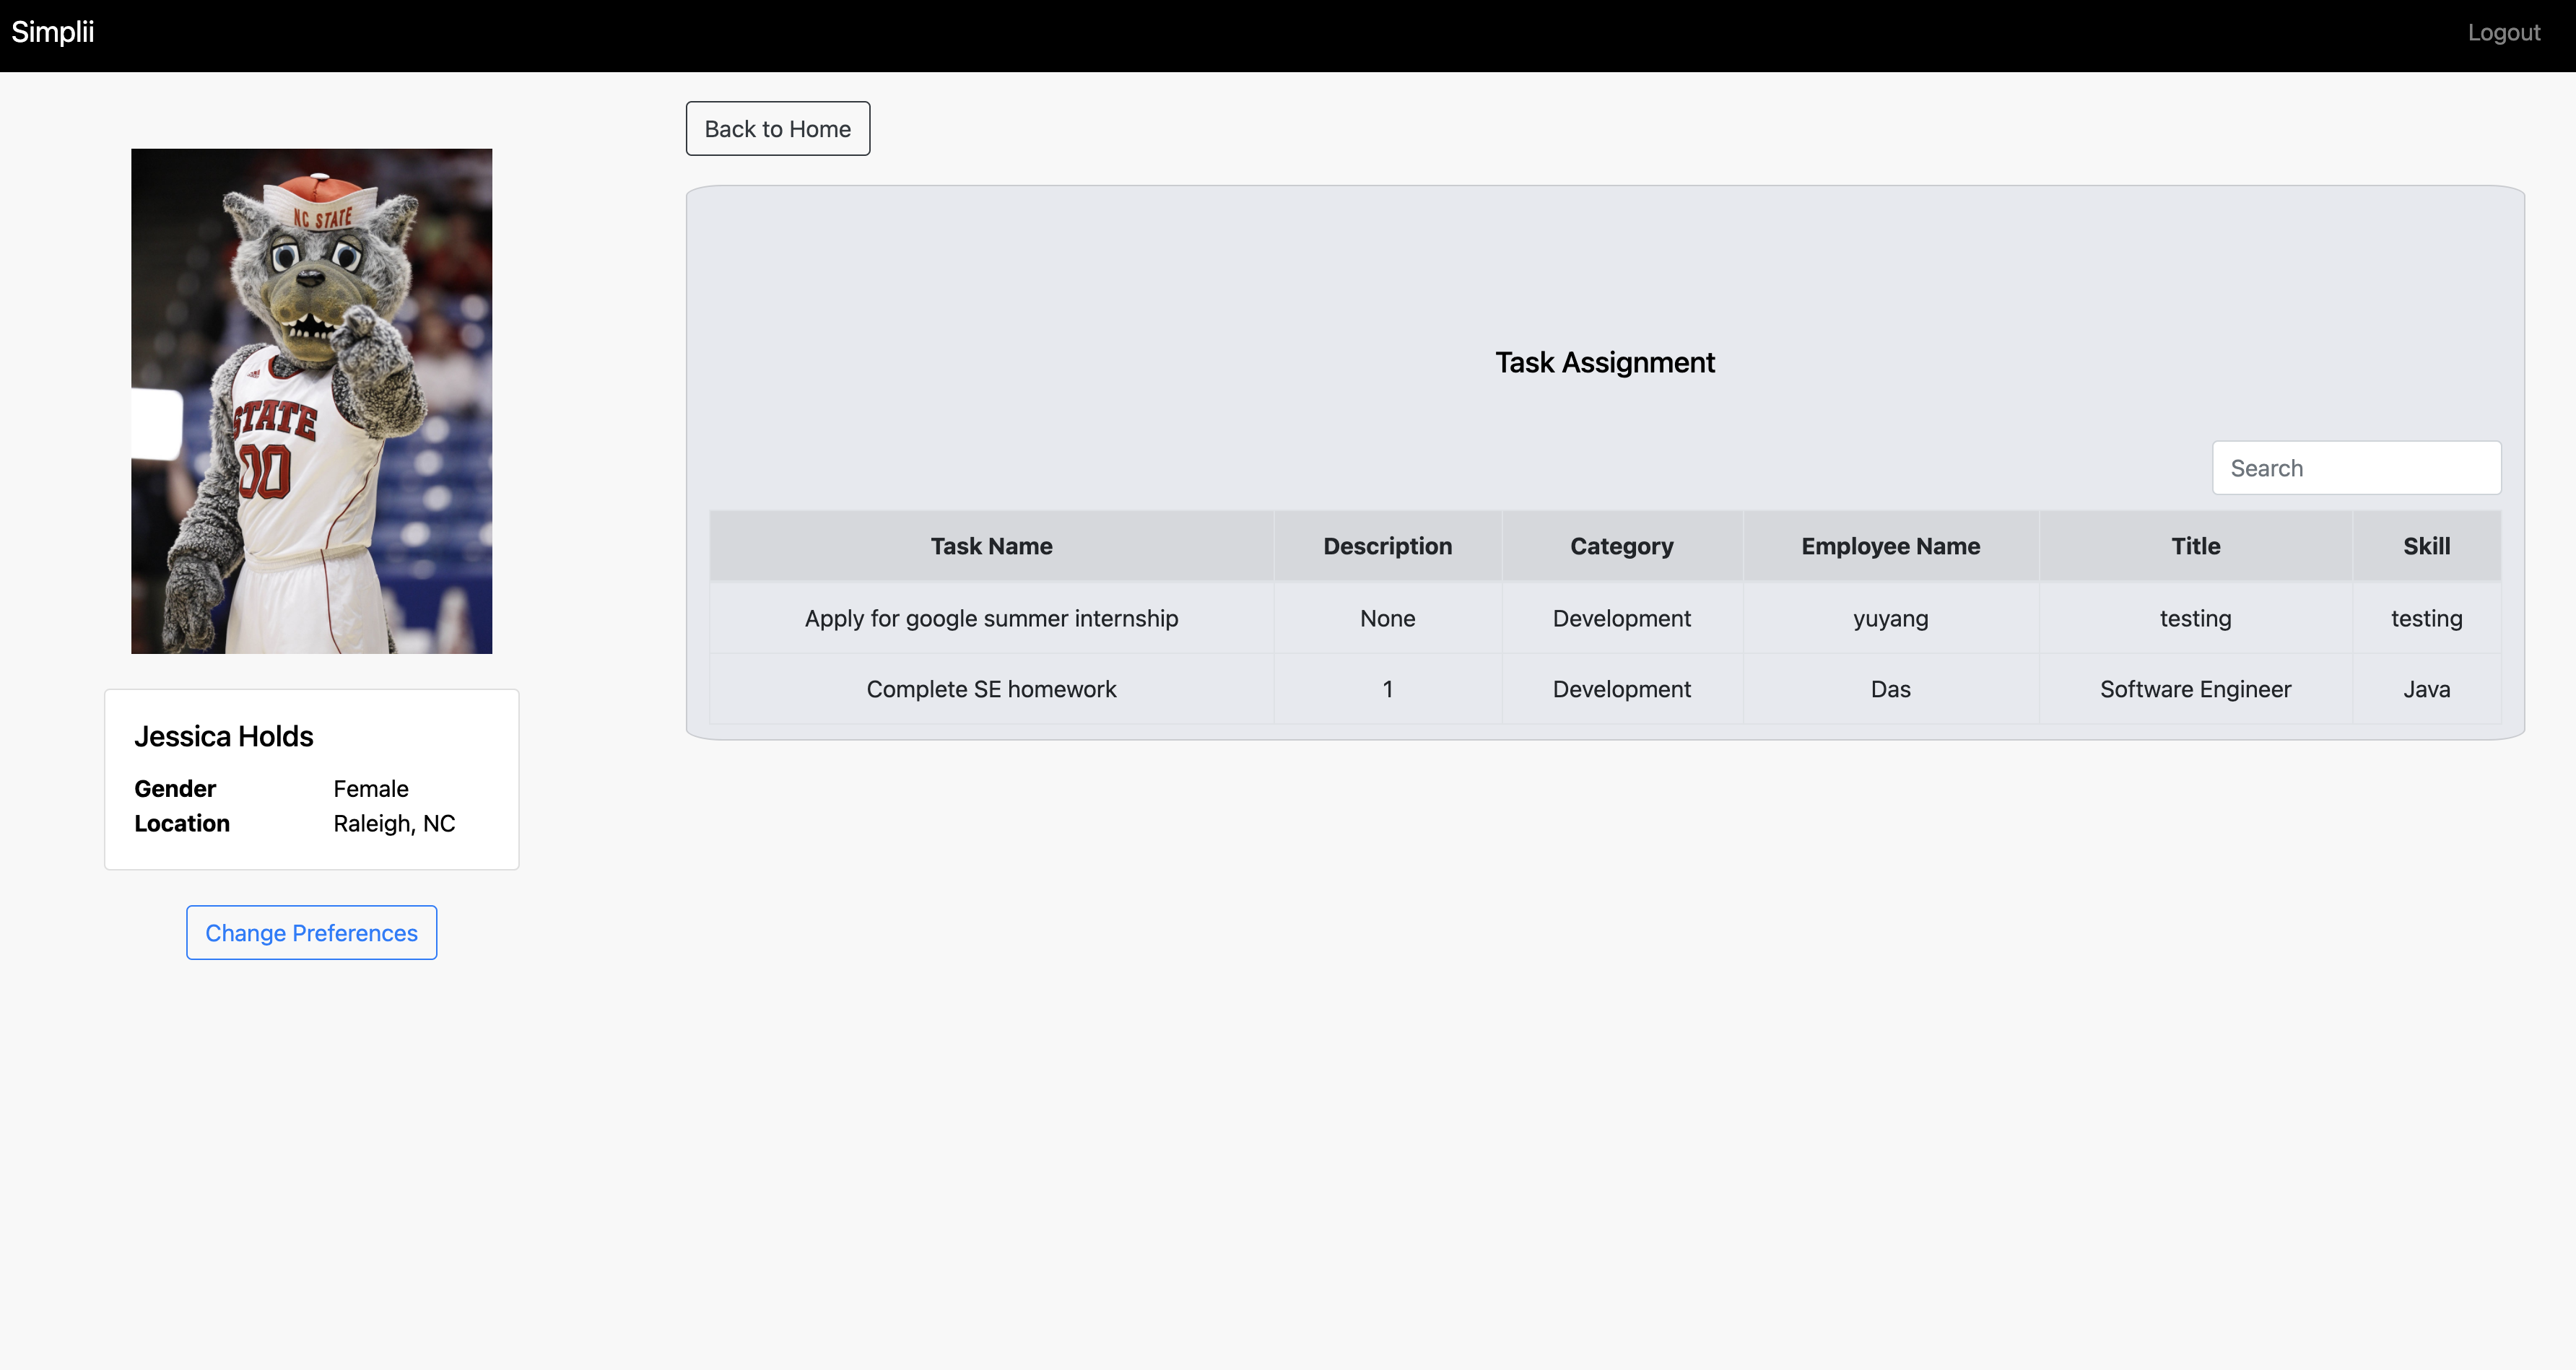 Simplii
Logout
Back to Home
NC STATE
STATE
00
Jessica Holds
Gender Female
Location Raleigh, NC
Change Preferences
Task Assignment
Search
Task Name Description Category Employee Name Title Skill
Apply for google summer internship None Development yuyang testing testing
Complete SE homework 1 Development Das Software Engineer Java